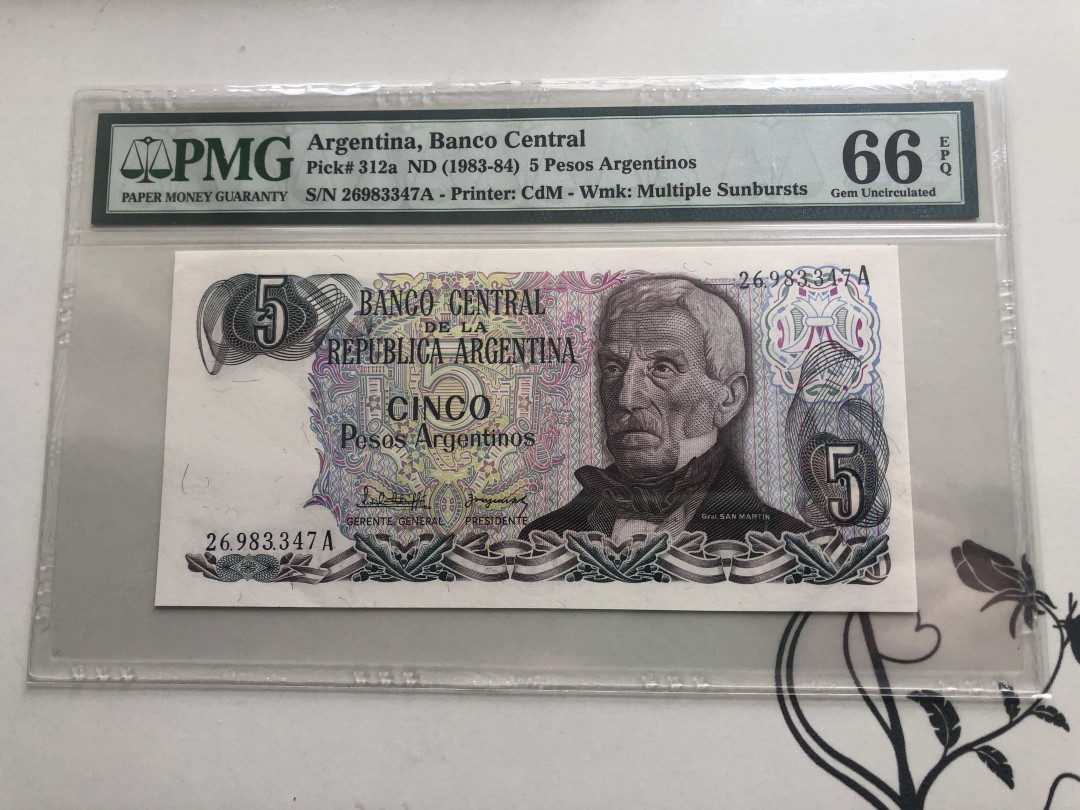 PMG
PAPER MONEY GUARANTY
Argentina, Banco Central
Pick# 312a ND (1983-84) 5 Pesos Argentinos
S/N 26983347A - Printer: CdM - Wmk: Multiple Sunbursts
66
EPQ
Gem Uncirculated
5
26.983.347 A
BANCO CENTRAL
DE LA
REPUBLICA ARGENTINA
5
CINCO
Pesos Argentinos
GERENTE GENERAL PRESIDENTE
Gral. SAN MARTIN
5
26.983.347 A